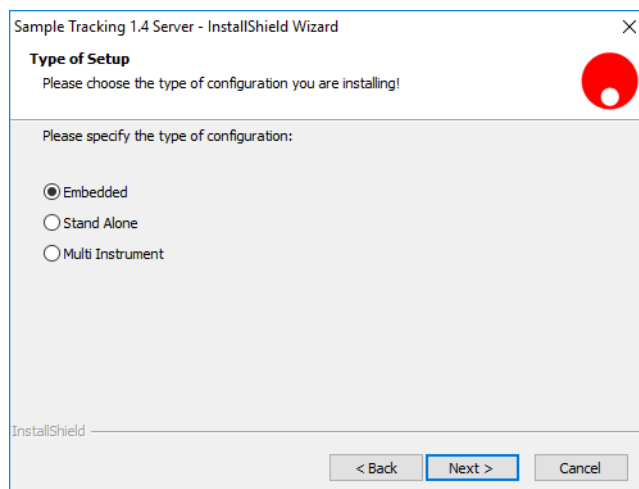 Sample Tracking 1.4 Server - InstallShield Wizard
Type of Setup
Please choose the type of configuration you are installing!
Please specify the type of configuration:
Embedded
Stand Alone
Multi Instrument
InstallShield
< Back Next > Cancel